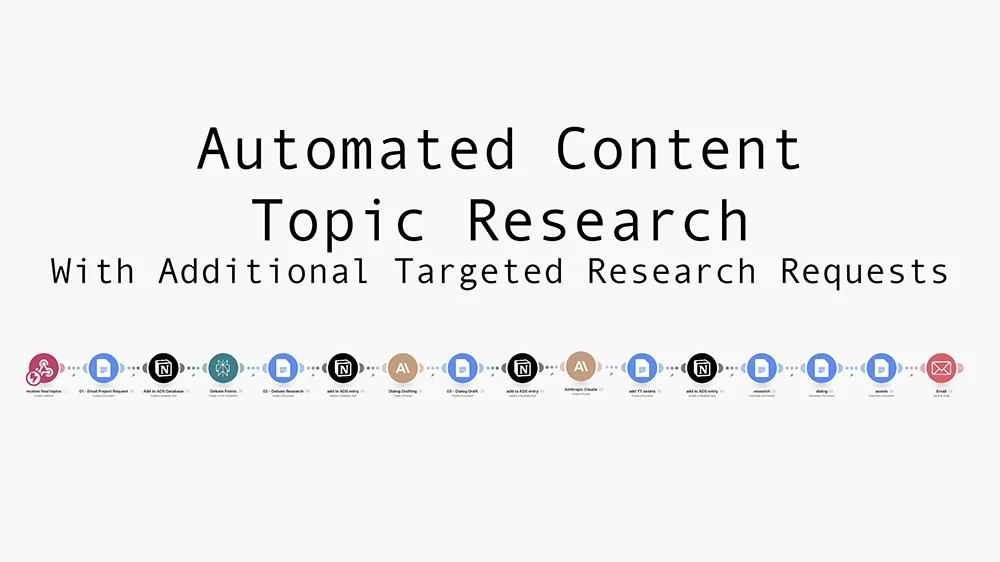 Automated Content
Topic Research
With Additional Targeted Research Requests
receive final topics
01 - Email Project Request
Add to ADS Database
Debate Points
02 - Debate Research
add to ADS entry
Dialog Drafting
03 - Dialog Draft
add to ADS entry
Anthropic Claude
add YT assets
add to ADS entry
research
dialog
assets
Email